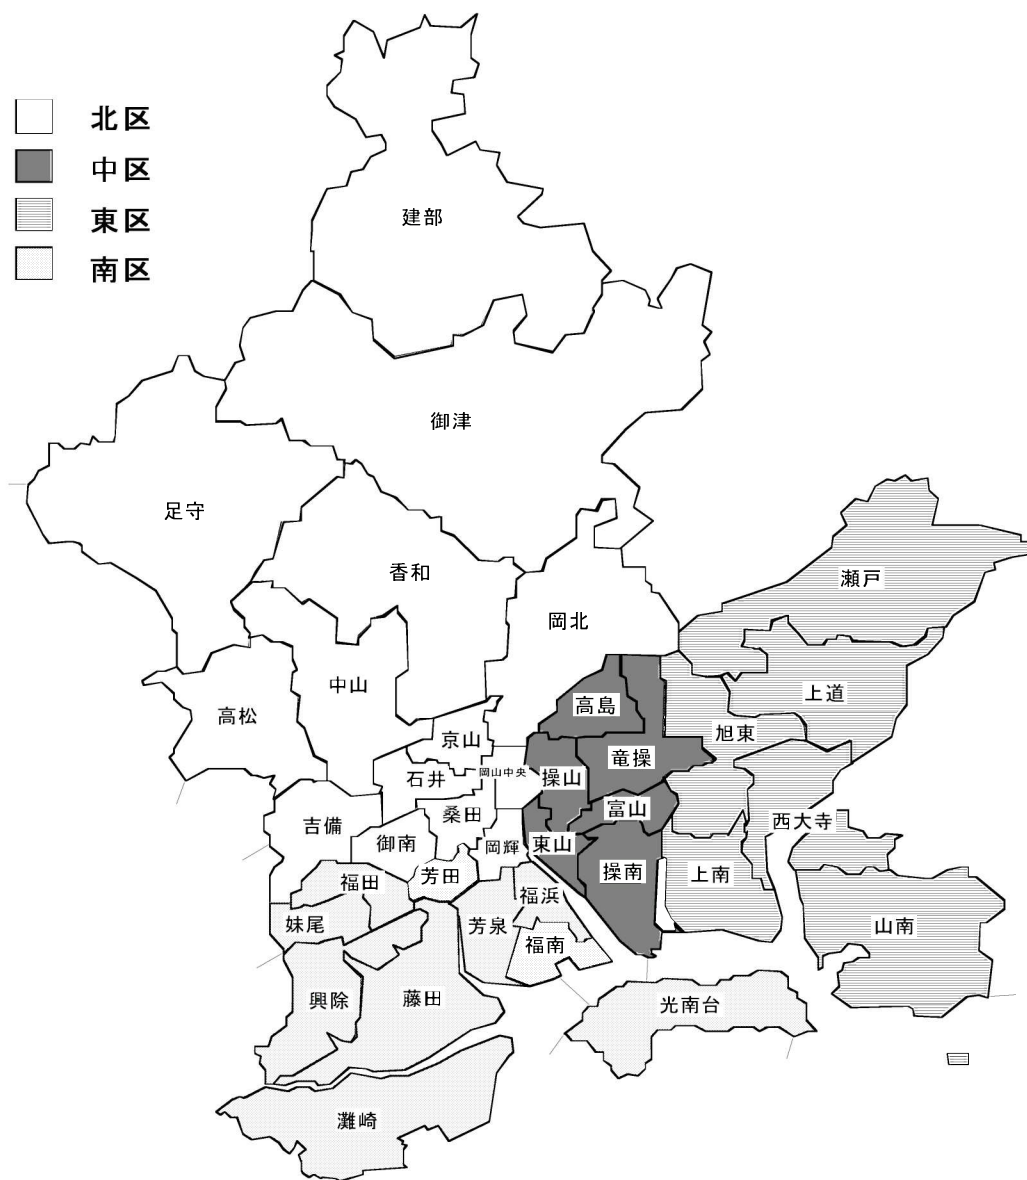 北区
中区
東区
南区
建部
御津
足守
香和
瀬戸
岡北
中山
上道
高松
高島
旭東
京山
竜操
石井
岡山中央
操山
富山
桑田
吉備
西大寺
御南
岡輝
東山
芳田
操南
上南
福田
福浜
妹尾
芳泉
山南
福南
興除
藤田
光南台
灘崎